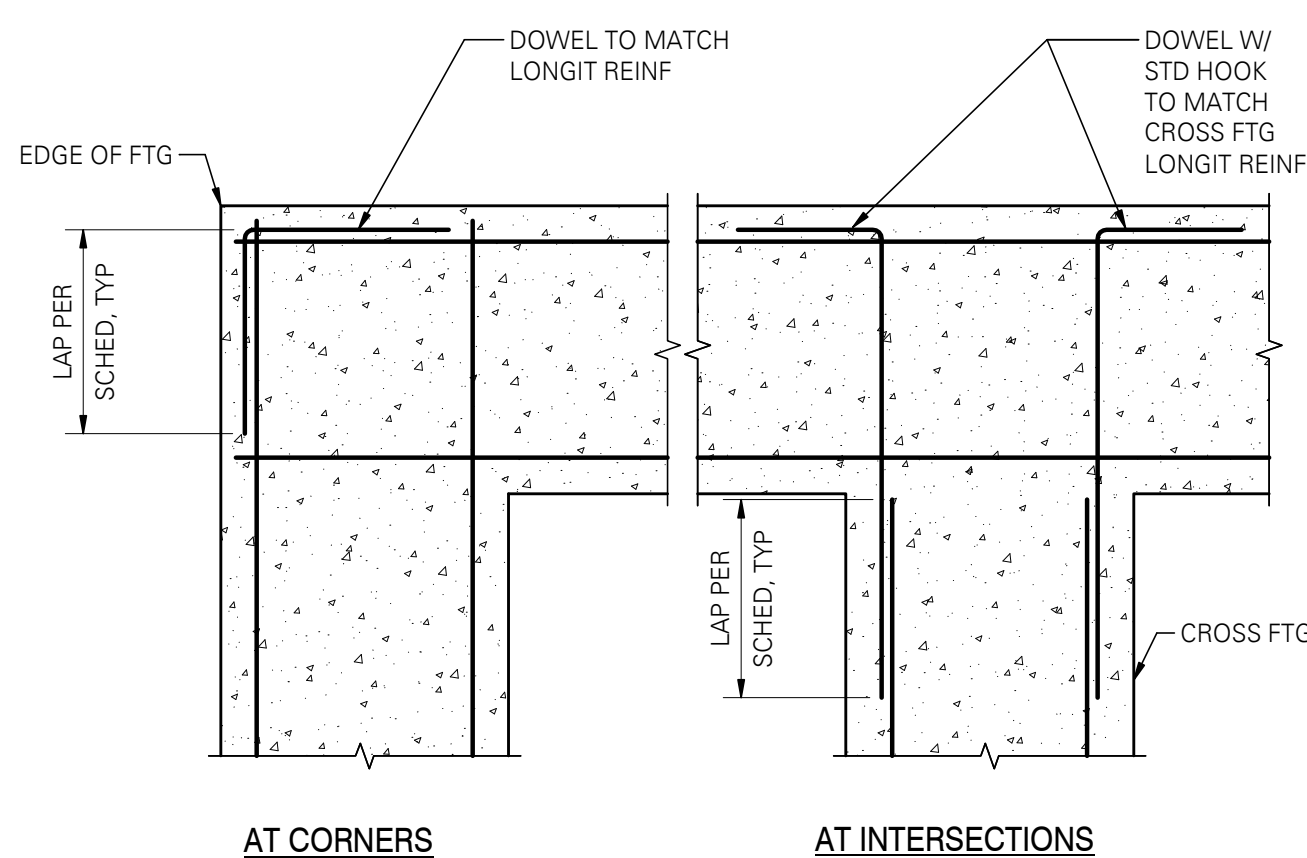 DOWEL TO MATCH
LONGIT REINF
EDGE OF FTG
LAP PER
SCHED, TYP
AT CORNERS
DOWEL W/
STD HOOK
TO MATCH
CROSS FTG
LONGIT REINF
LAP PER
SCHED, TYP
CROSS FTG
AT INTERSECTIONS